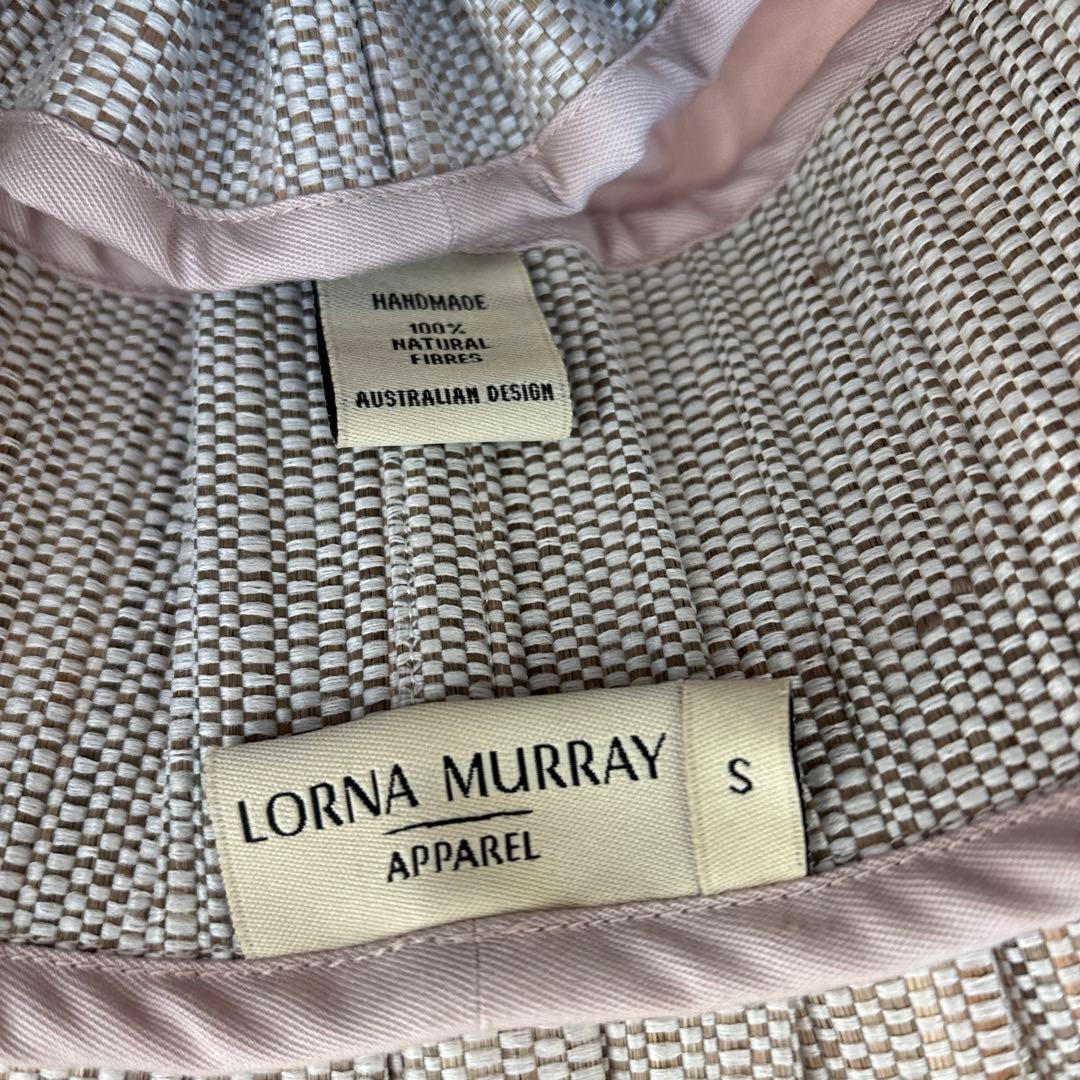 HANDMADE
100%
NATURAL
FIBRES
AUSTRALIAN DESIGN
LORNA MURRAY
APPAREL
S